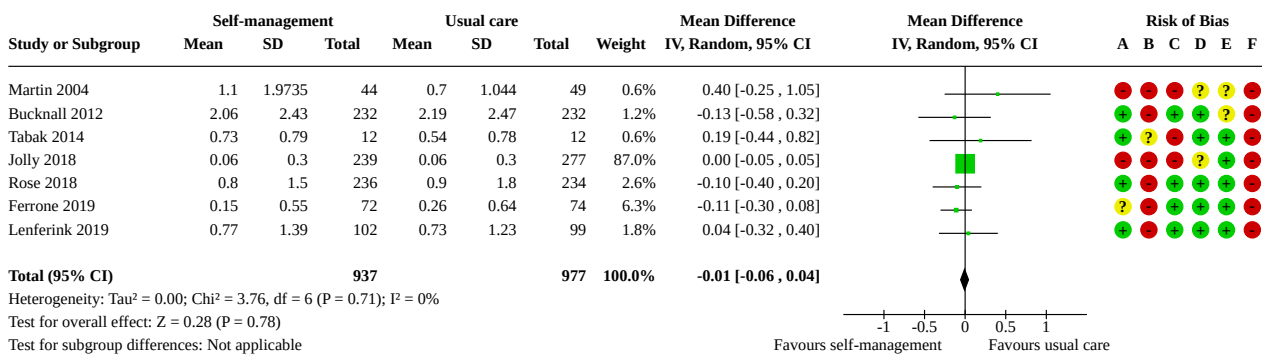 Self-management Usual care Mean Difference Mean Difference Risk of Bias
Study or Subgroup Mean SD Total Mean SD Total Weight IV, Random, 95% CI IV, Random, 95% CI A B C D E F
Martin 2004 1.1 1.9735 44 0.7 1.044 49 0.6% 0.40 [-0.25 , 1.05] - - - ? ? -
Bucknall 2012 2.06 2.43 232 2.19 2.47 232 1.2% -0.13 [-0.58 , 0.32] + - + + ? -
Tabak 2014 0.73 0.79 12 0.54 0.78 12 0.6% 0.19 [-0.44 , 0.82] + ? - + + -
Jolly 2018 0.06 0.3 239 0.06 0.3 277 87.0% 0.00 [-0.05 , 0.05] - - - ? + -
Rose 2018 0.8 1.5 236 0.9 1.8 234 2.6% -0.10 [-0.40 , 0.20] + - + + + -
Ferrone 2019 0.15 0.55 72 0.26 0.64 74 6.3% -0.11 [-0.30 , 0.08] ? - + + + -
Lenferink 2019 0.77 1.39 102 0.73 1.23 99 1.8% 0.04 [-0.32 , 0.40] + - + + + -
Total (95% CI) 937 977 100.0% -0.01 [-0.06 , 0.04]
Heterogeneity: Tau² = 0.00; Chi² = 3.76, df = 6 (P = 0.71); I² = 0%
Test for overall effect: Z = 0.28 (P = 0.78)
-1 -0.5 0 0.5 1
Test for subgroup differences: Not applicable Favours self-management Favours usual care